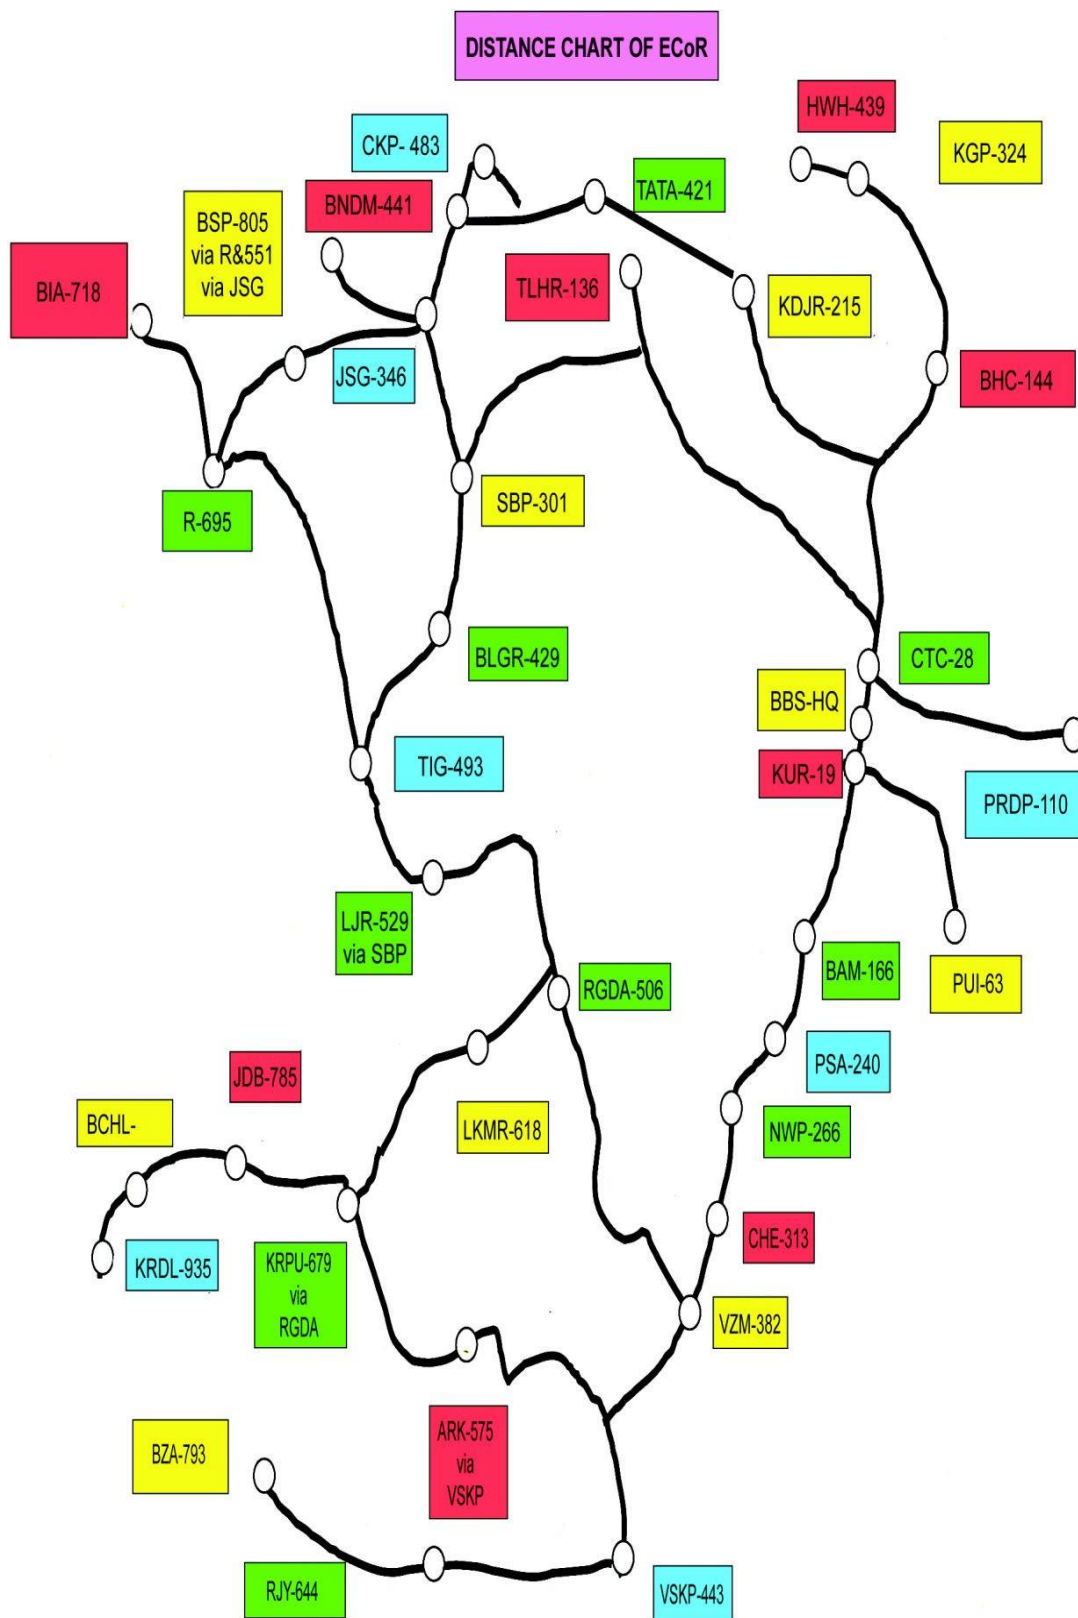 DISTANCE CHART OF ECoR
HWH-439
CKP- 483
KGP-324
TATA-421
BNDM-441
BSP-805
via R&551
via JSG
BIA-718
TLHR-136
KDJR-215
JSG-346
BHC-144
SBP-301
R-695
BLGR-429
CTC-28
BBS-HQ
TIG-493
KUR-19
PRDP-110
LJR-529
via SBP
BAM-166
PUI-63
RGDA-506
PSA-240
JDB-785
BCHL-
LKMR-618
NWP-266
CHE-313
KRDL-935
KRPU-679
via
RGDA
VZM-382
ARK-575
via
VSKP
BZA-793
RJY-644
VSKP-443